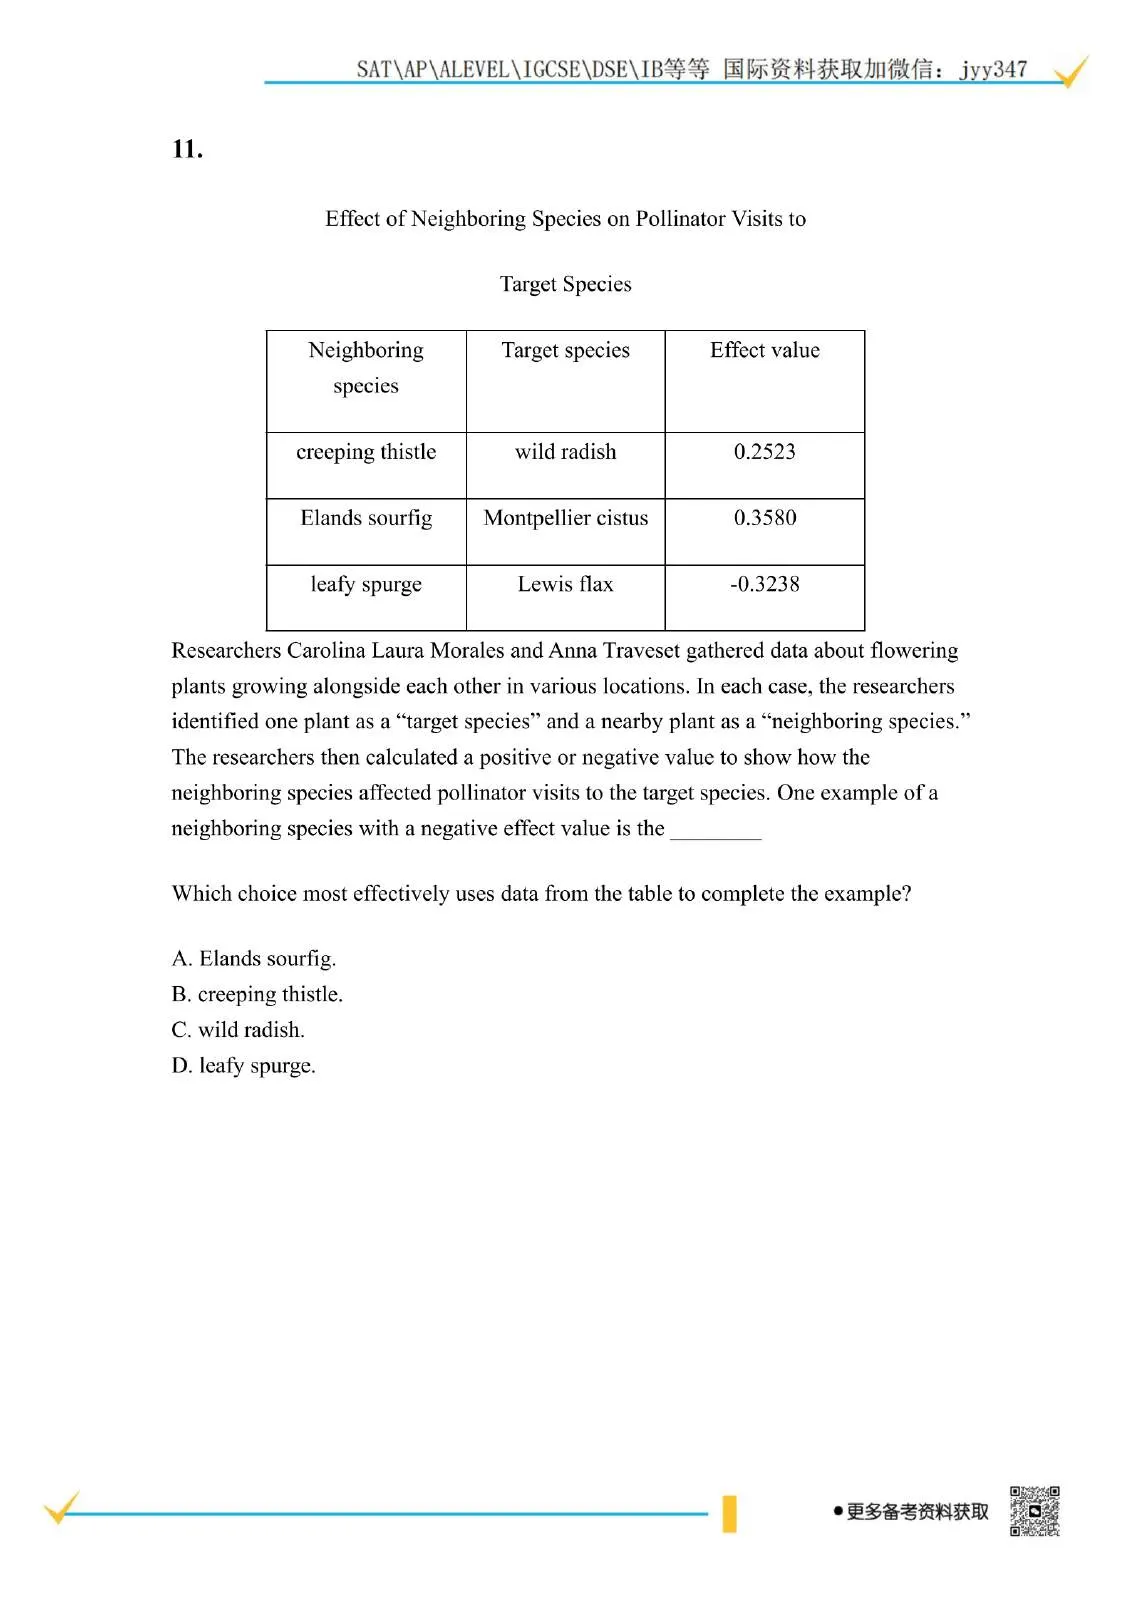 SAT\AP\ALEVEL\IGCSE\DSE\IB等等 国际资料获取加微信: jyy347
11.
Effect of Neighboring Species on Pollinator Visits to
Target Species
Neighboring species
Target species
Effect value
creeping thistle
wild radish
0.2523
Elands sourfig
Montpellier cistus
0.3580
leafy spurge
Lewis flax
-0.3238
Researchers Carolina Laura Morales and Anna Traveset gathered data about flowering
plants growing alongside each other in various locations. In each case, the researchers
identified one plant as a “target species” and a nearby plant as a “neighboring species.”
The researchers then calculated a positive or negative value to show how the
neighboring species affected pollinator visits to the target species. One example of a
neighboring species with a negative effect value is the ________
Which choice most effectively uses data from the table to complete the example?
A. Elands sourfig.
B. creeping thistle.
C. wild radish.
D. leafy spurge.
●更多备考资料获取